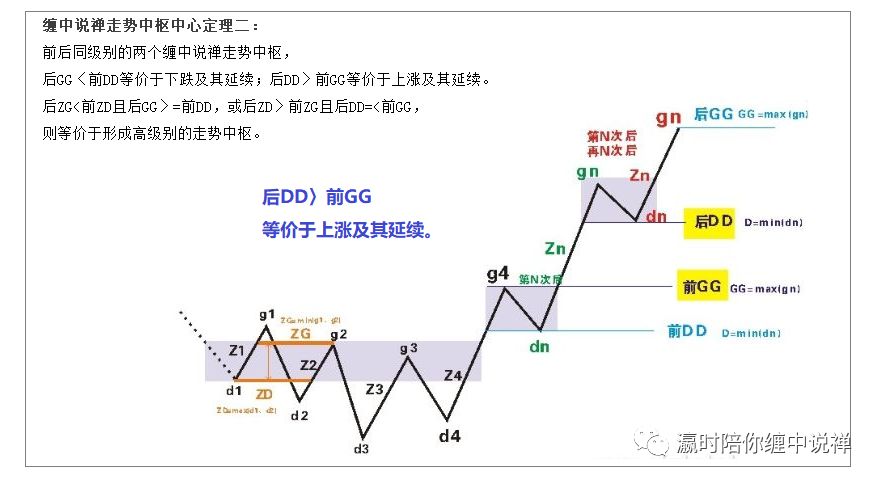 缠中说禅走势中枢中心定理二：
前后同级别的两个缠中说禅走势中枢，
后GG〈前DD等价于下跌及其延续；后DD〉前GG等价于上涨及其延续。
后ZG<前ZD且后GG〉=前DD，或后ZD〉前ZG且后DD=<前GG，
则等价于形成高级别的走势中枢。
后DD〉前GG
等价于上涨及其延续。
第N次后
再N次后
gn
后GG GG=max(gn)
gn
Zn
dn
后DD D=min(dn)
Zn
g4
第N次后
前GG GG=max(gn)
dn
前DD D=min(dn)
g1
ZG=min(g1、g2)
ZG
g2
Z1
Z2
g3
Z4
d1
ZD
Z3
ZD=max(d1、d2)
d2
d3
d4
瀛时陪你缠中说禅